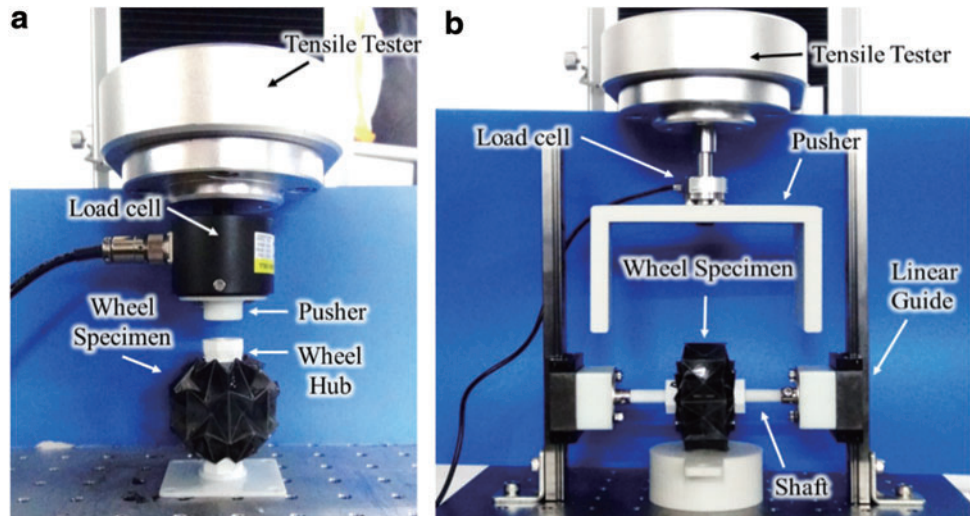 a
Tensile Tester
Load cell
Wheel
Specimen
Pusher
Wheel
Hub
b
Tensile Tester
Load cell
Pusher
Wheel Specimen
Linear
Guide
Shaft